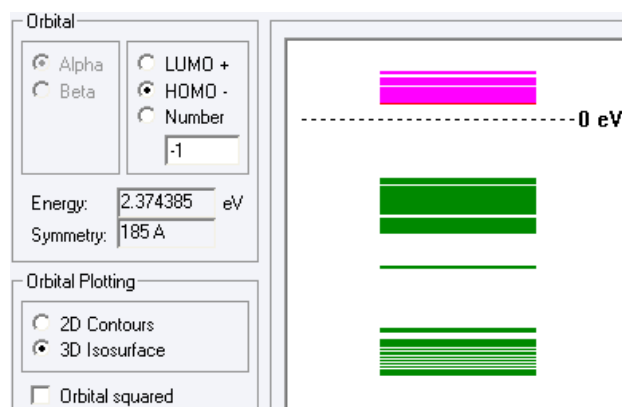 Orbital
Alpha
Beta
LUMO +
HOMO -
Number
-1
Energy: 2.374385 eV
Symmetry: 185 A
Orbital Plotting
2D Contours
3D Isosurface
Orbital squared
0 eV